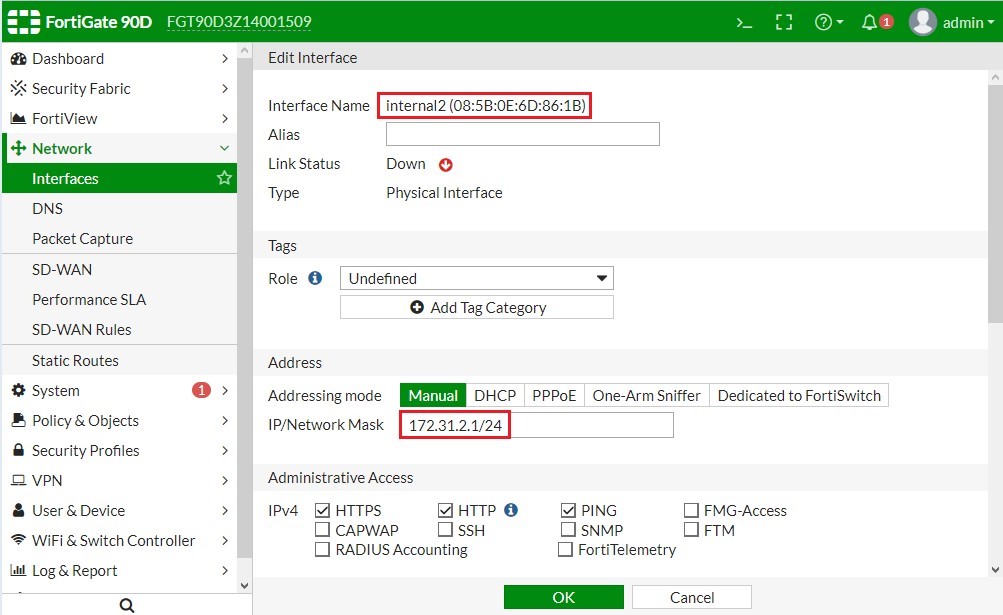 FortiGate 90D FGT90D3Z14001509 >_ ? 1 admin
Dashboard
Security Fabric
FortiView
Network
Interfaces
DNS
Packet Capture
SD-WAN
Performance SLA
SD-WAN Rules
Static Routes
System 1
Policy & Objects
Security Profiles
VPN
User & Device
WiFi & Switch Controller
Log & Report
Edit Interface
Interface Name internal2 (08:5B:0E:6D:86:1B)
Alias
Link Status Down
Type Physical Interface
Tags
Role i Undefined
Add Tag Category
Address
Addressing mode Manual DHCP PPPoE One-Arm Sniffer Dedicated to FortiSwitch
IP/Network Mask 172.31.2.1/24
Administrative Access
IPv4 HTTPS HTTP i PING FMG-Access
CAPWAP SSH SNMP FTM
RADIUS Accounting FortiTelemetry
OK Cancel